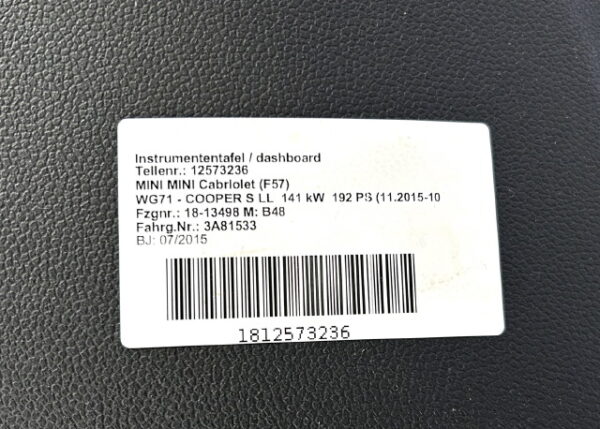 Instrumententafel / dashboard
Teilenr.: 12573236
MINI MINI Cabriolet (F57)
WG71 - COOPER S LL 141 kW 192 PS (11.2015-10
Fzgnr.: 18-13498 M: B48
Fahrg.Nr.: 3A81533
BJ: 07/2015
1812573236